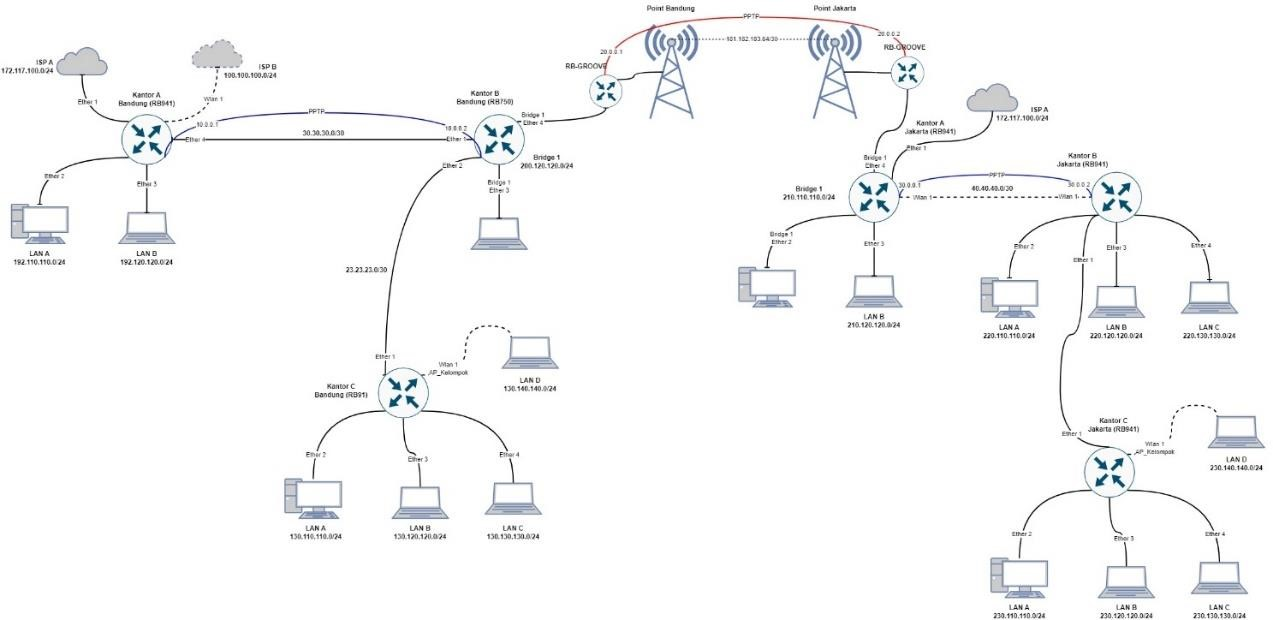 Point Bandung
Point Jakarta
PPTP
181.182.183.64/30
20.0.0.1
20.0.0.2
RB-GROOVE
RB-GROOVE
ISP A
172.117.100.0/24
ISP B
100.100.100.0/24
Ether 1
Wlan 1
Kantor A
Bandung (RB941)
Kantor B
Bandung (RB750)
PPTP
10.0.0.1
10.0.0.2
Ether 4
30.30.30.0/30
Ether 1
Bridge 1
Ether 4
Ether 2
Bridge 1
200.120.120.0/24
Bridge 1
Ether 3
Ether 2
Ether 3
LAN A
192.110.110.0/24
LAN B
192.120.120.0/24
23.23.23.0/30
Ether 1
Wlan 1
AP_Kelompok
LAN D
130.140.140.0/24
Kantor C
Bandung (RB91)
Ether 2
Ether 3
Ether 4
LAN A
130.110.110.0/24
LAN B
130.120.120.0/24
LAN C
130.130.130.0/24
ISP A
172.117.100.0/24
Kantor A
Jakarta (RB941)
Ether 1
Bridge 1
Ether 4
Kantor B
Jakarta (RB941)
Bridge 1
210.110.110.0/24
PPTP
30.0.0.1
30.0.0.2
Wlan 1
40.40.40.0/30
Wlan 1
Bridge 1
Ether 2
Ether 3
LAN B
210.120.120.0/24
Ether 2
Ether 1
Ether 3
Ether 4
LAN A
220.110.110.0/24
LAN B
220.120.120.0/24
LAN C
220.130.130.0/24
Kantor C
Jakarta (RB941)
Ether 1
Wlan 1
AP_Kelompok
LAN D
230.140.140.0/24
Ether 2
Ether 3
Ether 4
LAN A
230.110.110.0/24
LAN B
230.120.120.0/24
LAN C
230.130.130.0/24